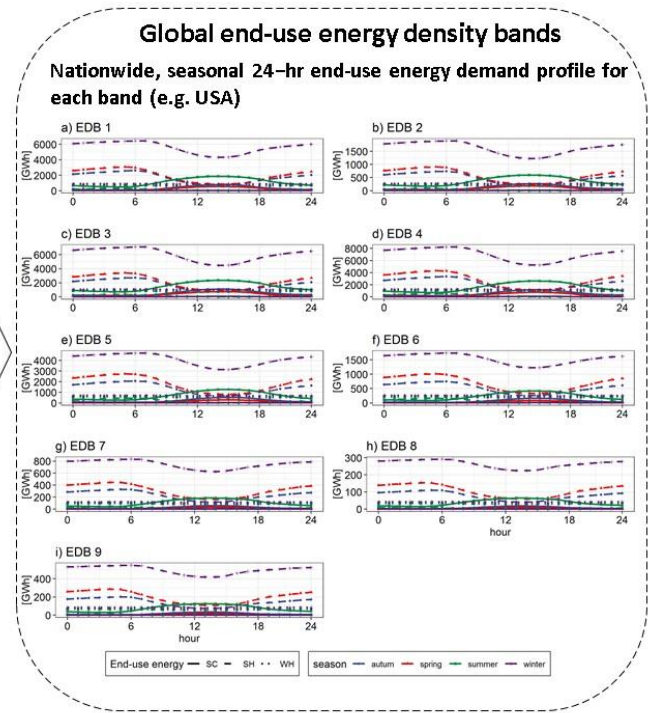 Global end-use energy density bands
Nationwide, seasonal 24-hr end-use energy demand profile for
each band (e.g. USA)
a) EDB 1
b) EDB 2
[GWh]
6000
4000
2000
0
1500
1000
500
0
0 6 12 18 24
0 6 12 18 24
c) EDB 3
d) EDB 4
[GWh]
6000
4000
2000
0
8000
6000
4000
2000
0
0 6 12 18 24
0 6 12 18 24
e) EDB 5
f) EDB 6
[GWh]
4000
3000
2000
1000
0
1500
1000
500
0
0 6 12 18 24
0 6 12 18 24
g) EDB 7
h) EDB 8
[GWh]
800
600
400
200
0
300
200
100
0
0 6 12 18 24
0 6 12 18 24
hour
i) EDB 9
[GWh]
400
200
0
0 6 12 18 24
hour
End-use energy SC SH WH
season autum spring summer winter